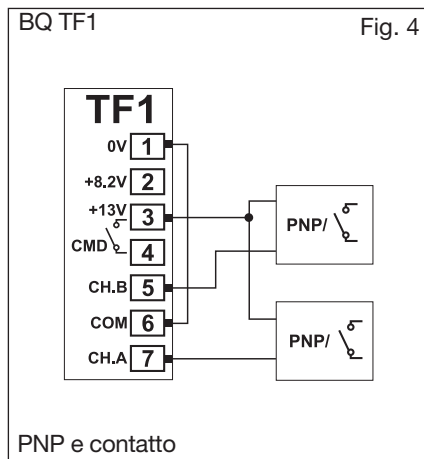 BQ TF1
Fig. 4
TF1
0V 1
+8.2V 2
+13V 3
CMD 4
CH.B 5
COM 6
CH.A 7
PNP/
PNP/
PNP e contatto